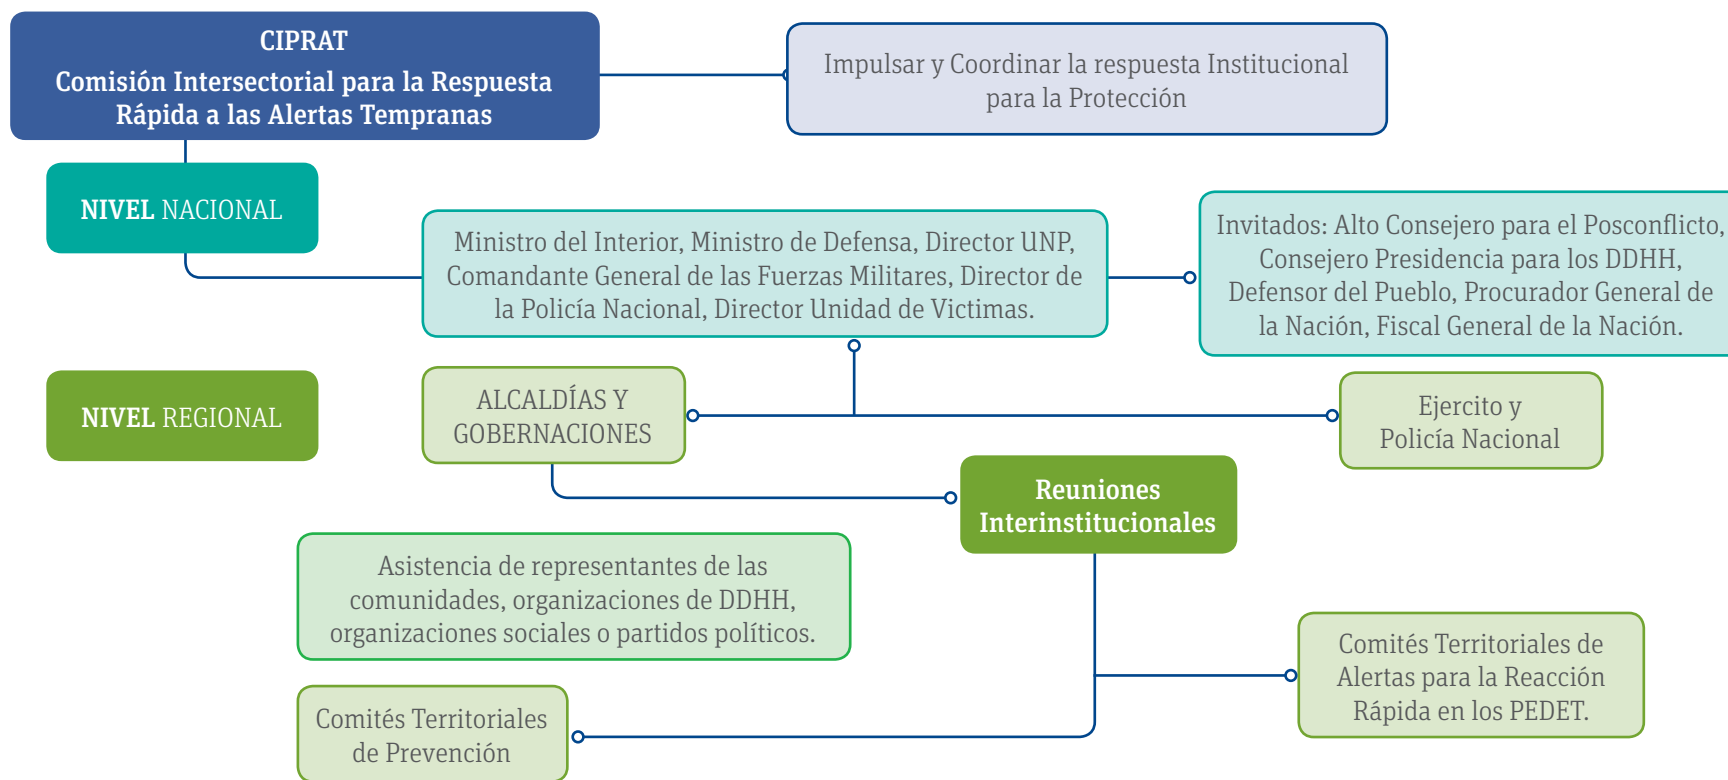 CIPRAT
Comisión Intersectorial para la Respuesta
Rápida a las Alertas Tempranas
Impulsar y Coordinar la respuesta Institucional
para la Protección
NIVEL NACIONAL
Ministro del Interior, Ministro de Defensa, Director UNP,
Comandante General de las Fuerzas Militares, Director de
la Policía Nacional, Director Unidad de Victimas.
Invitados: Alto Consejero para el Posconflicto,
Consejero Presidencia para los DDHH,
Defensor del Pueblo, Procurador General de
la Nación, Fiscal General de la Nación.
NIVEL REGIONAL
ALCALDÍAS Y
GOBERNACIONES
Ejercito y
Policía Nacional
Reuniones
Interinstitucionales
Asistencia de representantes de las
comunidades, organizaciones de DDHH,
organizaciones sociales o partidos políticos.
Comités Territoriales de
Alertas para la Reacción
Rápida en los PEDET.
Comités Territoriales
de Prevención